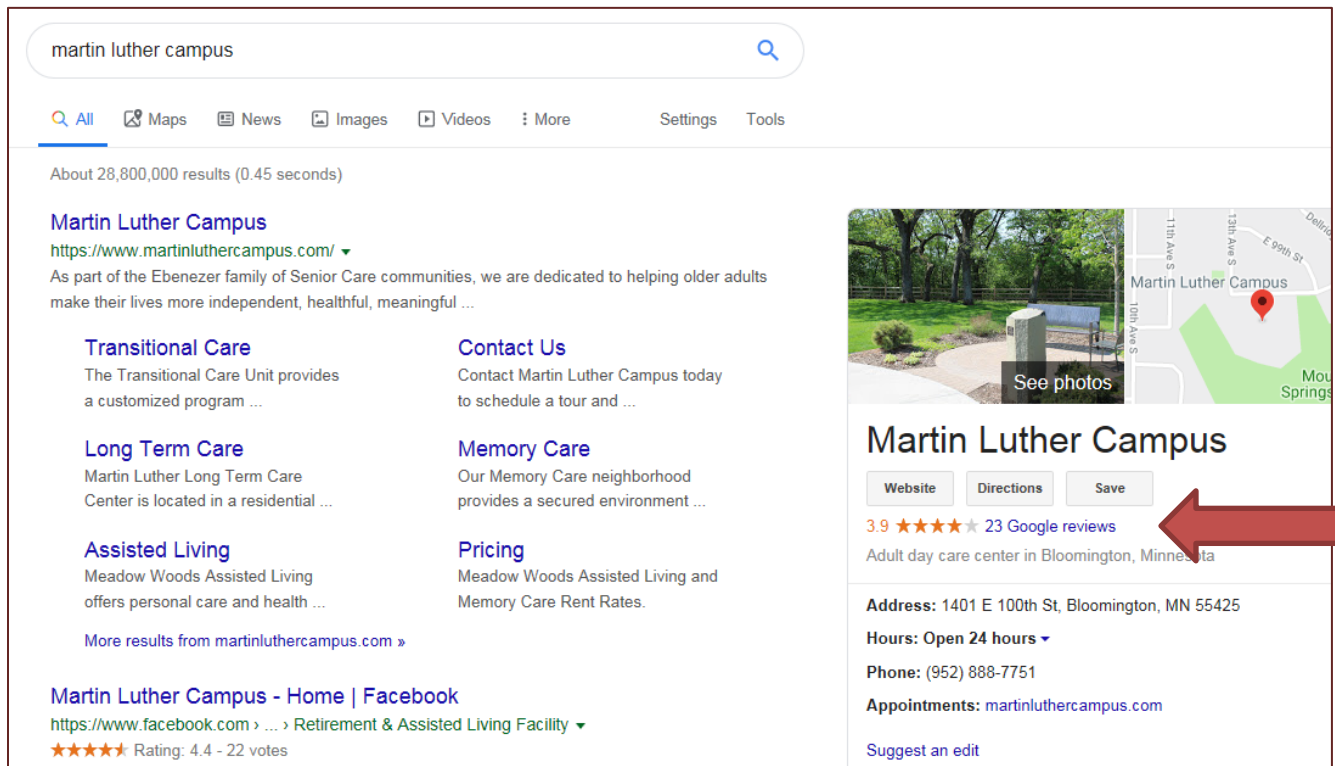 martin luther campus
All Maps News Images Videos More Settings Tools
About 28,800,000 results (0.45 seconds)
Martin Luther Campus
https://www.martinluthercampus.com/
As part of the Ebenezer family of Senior Care communities, we are dedicated to helping older adults
make their lives more independent, healthful, meaningful ...
Transitional Care
The Transitional Care Unit provides
a customized program ...
Contact Us
Contact Martin Luther Campus today
to schedule a tour and ...
Long Term Care
Martin Luther Long Term Care
Center is located in a residential ...
Memory Care
Our Memory Care neighborhood
provides a secured environment ...
Assisted Living
Meadow Woods Assisted Living
offers personal care and health ...
Pricing
Meadow Woods Assisted Living and
Memory Care Rent Rates.
More results from martinluthercampus.com »
Martin Luther Campus - Home | Facebook
https://www.facebook.com › ... › Retirement & Assisted Living Facility
Rating: 4.4 - 22 votes
See photos
11th Ave S
13th Ave S
E 99th St
Martin Luther Campus
10th Ave S
Mou
Springs
Martin Luther Campus
Website Directions Save
3.9 23 Google reviews
Adult day care center in Bloomington, Minnesota
Address: 1401 E 100th St, Bloomington, MN 55425
Hours: Open 24 hours
Phone: (952) 888-7751
Appointments: martinluthercampus.com
Suggest an edit